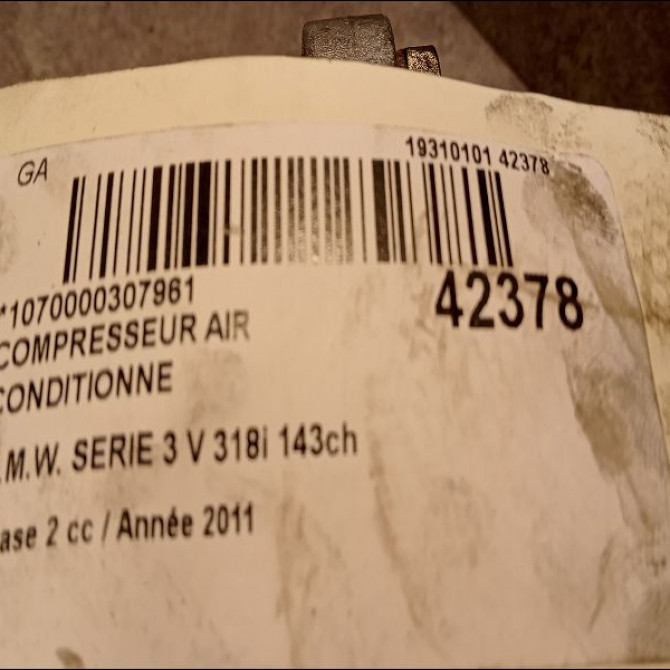 GA
19310101 42378
*1070000307961
42378
COMPRESSEUR AIR
CONDITIONNE
.M.W. SERIE 3 V 318i 143ch
ase 2 cc / Année 2011